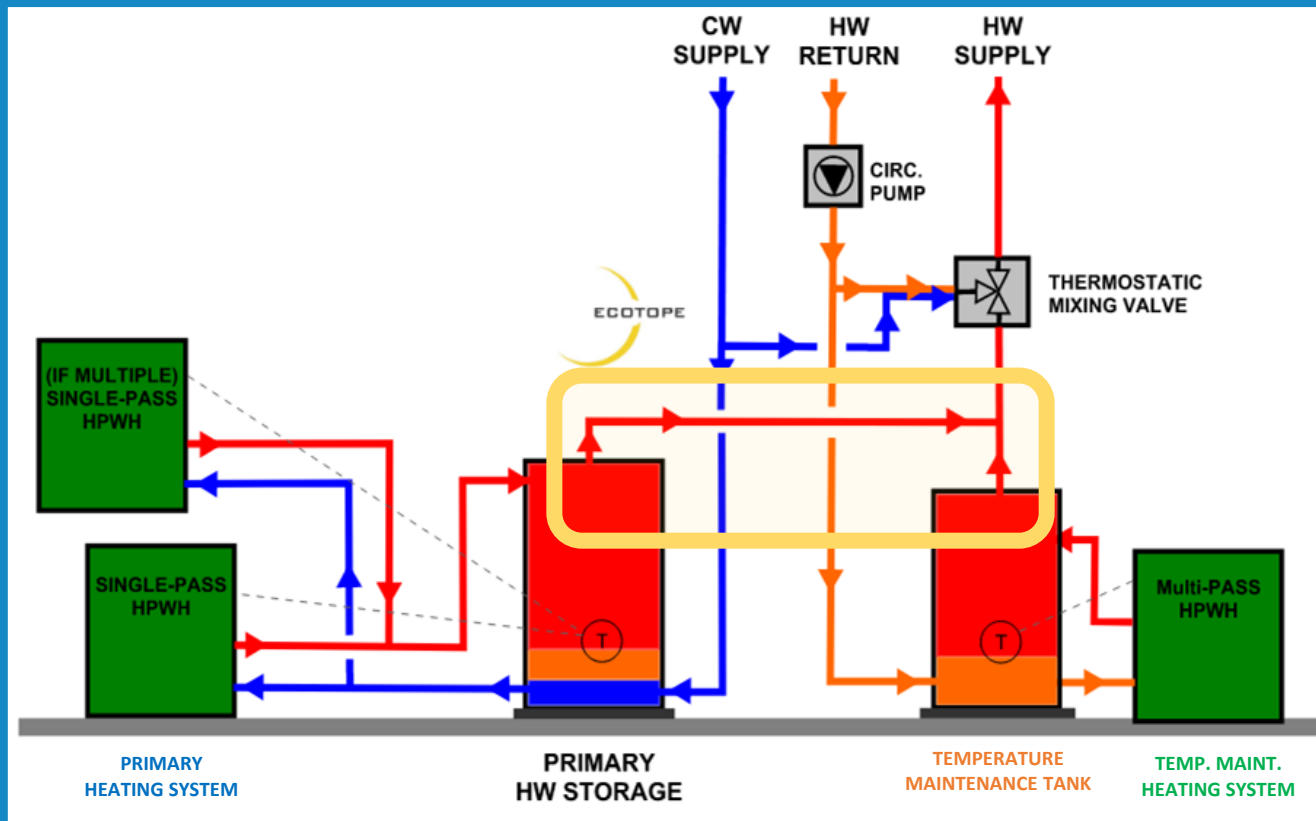 CW
SUPPLY
HW
RETURN
HW
SUPPLY
CIRC.
PUMP
THERMOSTATIC
MIXING VALVE
ECOTOPE
(IF MULTIPLE)
SINGLE-PASS
HPWH
SINGLE-PASS
HPWH
T
T
Multi-PASS
HPWH
PRIMARY
HEATING SYSTEM
PRIMARY
HW STORAGE
TEMPERATURE
MAINTENANCE TANK
TEMP. MAINT.
HEATING SYSTEM